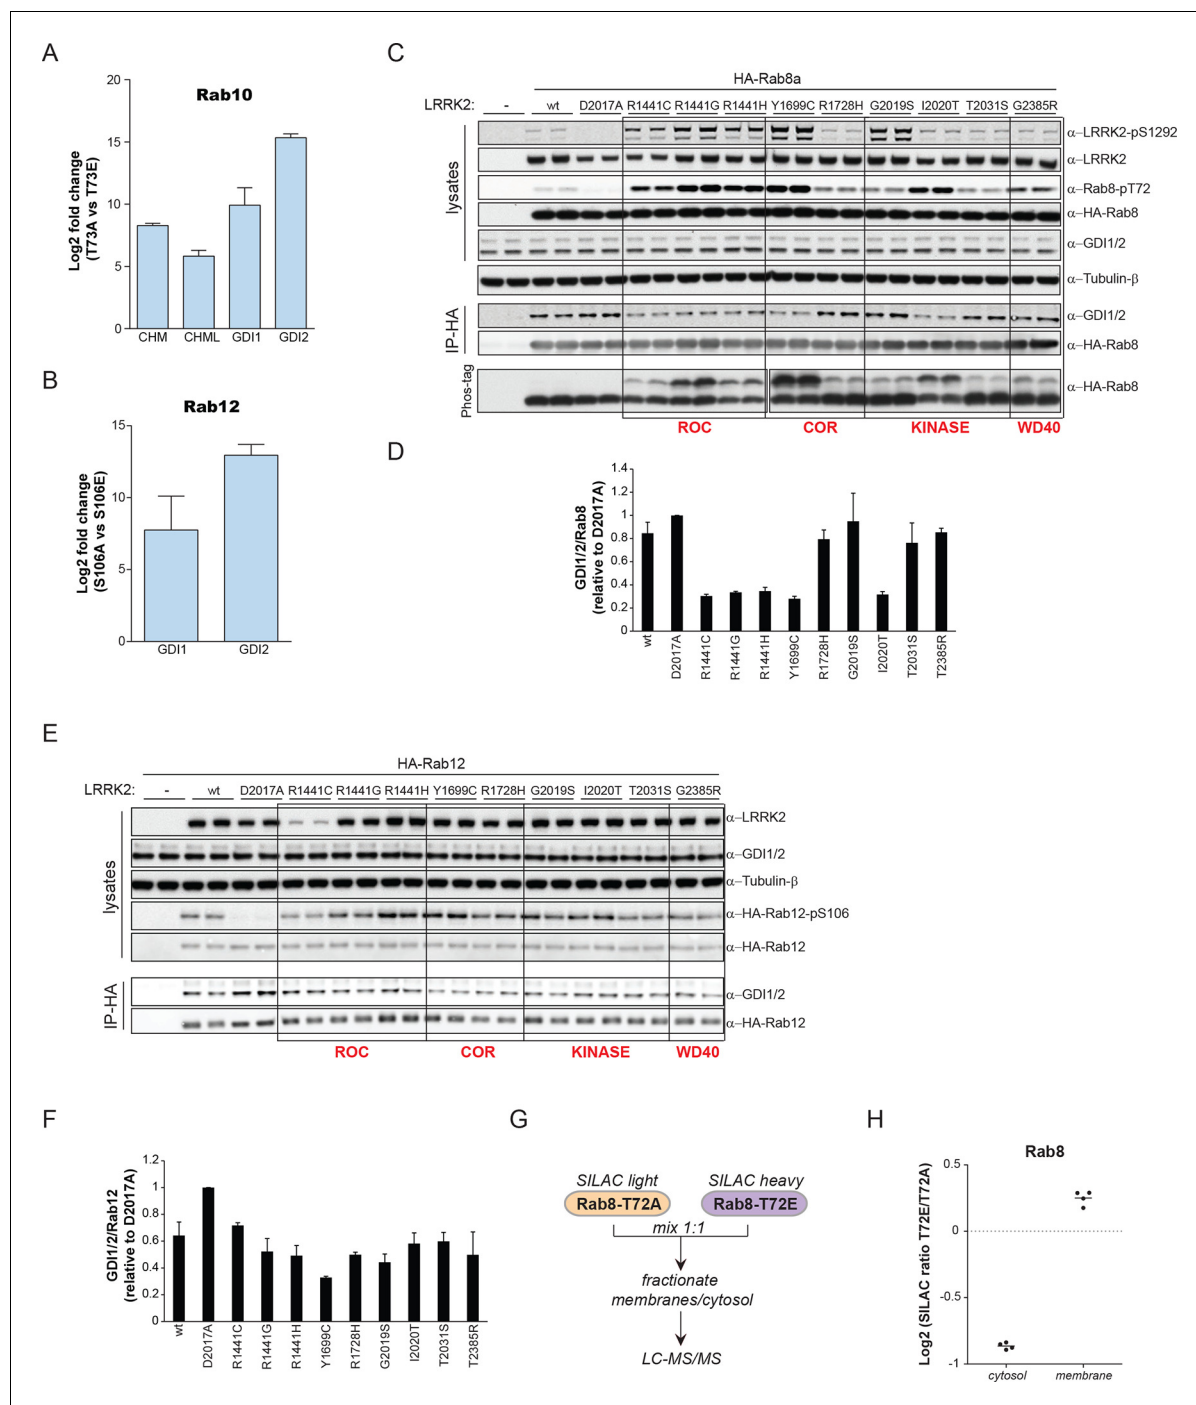 A
Rab10
Log2 fold change
(T73A vs T73E)
20
15
10
5
0
CHM CHML GDI1 GDI2
B
Rab12
Log2 fold change
(S106A vs S106E)
15
10
5
0
GDI1 GDI2
C
HA-Rab8a
LRRK2: - wt D2017A R1441C R1441G R1441H Y1699C R1728H G2019S I2020T T2031S G2385R
lysates
α-LRRK2-pS1292
α-LRRK2
α-Rab8-pT72
α-HA-Rab8
α-GDI1/2
α-Tubulin-β
IP-HA
α-GDI1/2
α-HA-Rab8
Phos-tag
α-HA-Rab8
ROC COR KINASE WD40
D
GDI1/2/Rab8
(relative to D2017A)
1.4
1.2
1
0.8
0.6
0.4
0.2
0
wt D2017A R1441C R1441G R1441H Y1699C R1728H G2019S I2020T T2031S T2385R
E
HA-Rab12
LRRK2: - wt D2017A R1441C R1441G R1441H Y1699C R1728H G2019S I2020T T2031S G2385R
lysates
α-LRRK2
α-GDI1/2
α-Tubulin-β
α-HA-Rab12-pS106
α-HA-Rab12
IP-HA
α-GDI1/2
α-HA-Rab12
ROC COR KINASE WD40
F
GDI1/2/Rab12
(relative to D2017A)
1.2
1
0.8
0.6
0.4
0.2
0
wt D2017A R1441C R1441G R1441H Y1699C R1728H G2019S I2020T T2031S T2385R
G
SILAC light SILAC heavy
Rab8-T72A Rab8-T72E
mix 1:1
fractionate
membranes/cytosol
LC-MS/MS
H
Rab8
Log2 (SILAC ratio T72E/T72A)
0.5
0
-0.5
-1
cytosol membrane